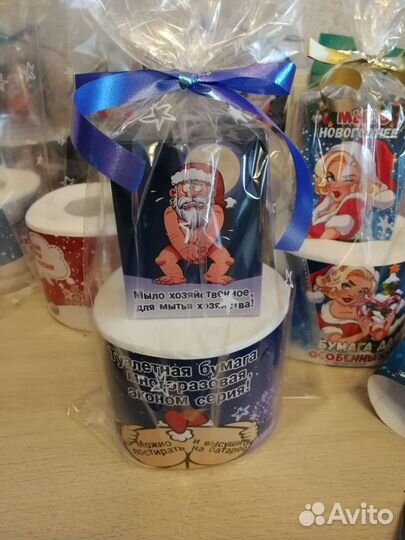 Мыло хозяйственное,
для мытья хозяйства!
Туалетная бумага
многоразовая,
эконом серия!
Можно
постирать
и высушить
на батарее
МЫЛО
НОВОГОДНЕЕ
БУМАГА ДЛЯ
Avito